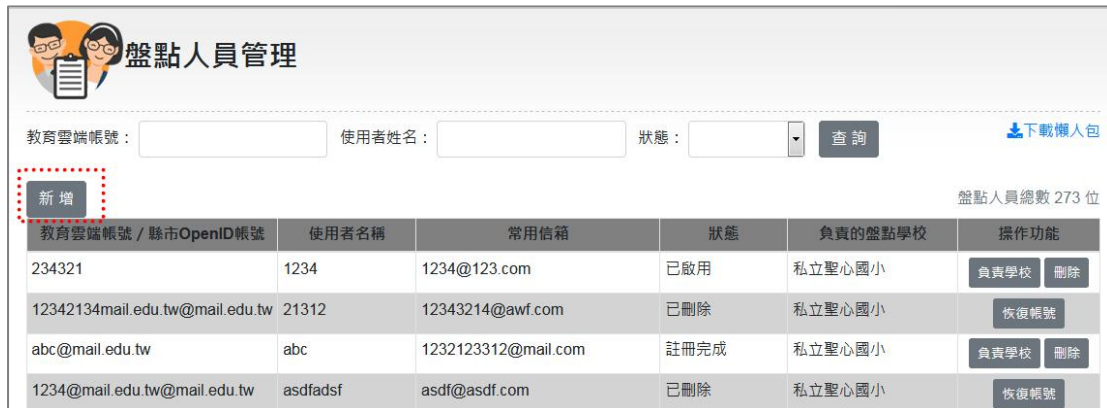 盤點人員管理
教育雲端帳號： 使用者姓名： 狀態： 查詢 下載懶人包
新增 盤點人員總數 273 位
教育雲端帳號 / 縣市OpenID帳號 使用者名稱 常用信箱 狀態 負責的盤點學校 操作功能
234321 1234 1234@123.com 已啟用 私立聖心國小 負責學校 刪除
12342134mail.edu.tw@mail.edu.tw 21312 12343214@awf.com 已刪除 私立聖心國小 恢復帳號
abc@mail.edu.tw abc 1232123312@mail.com 註冊完成 私立聖心國小 負責學校 刪除
1234@mail.edu.tw@mail.edu.tw asdfadsf asdf@asdf.com 已刪除 私立聖心國小 恢復帳號